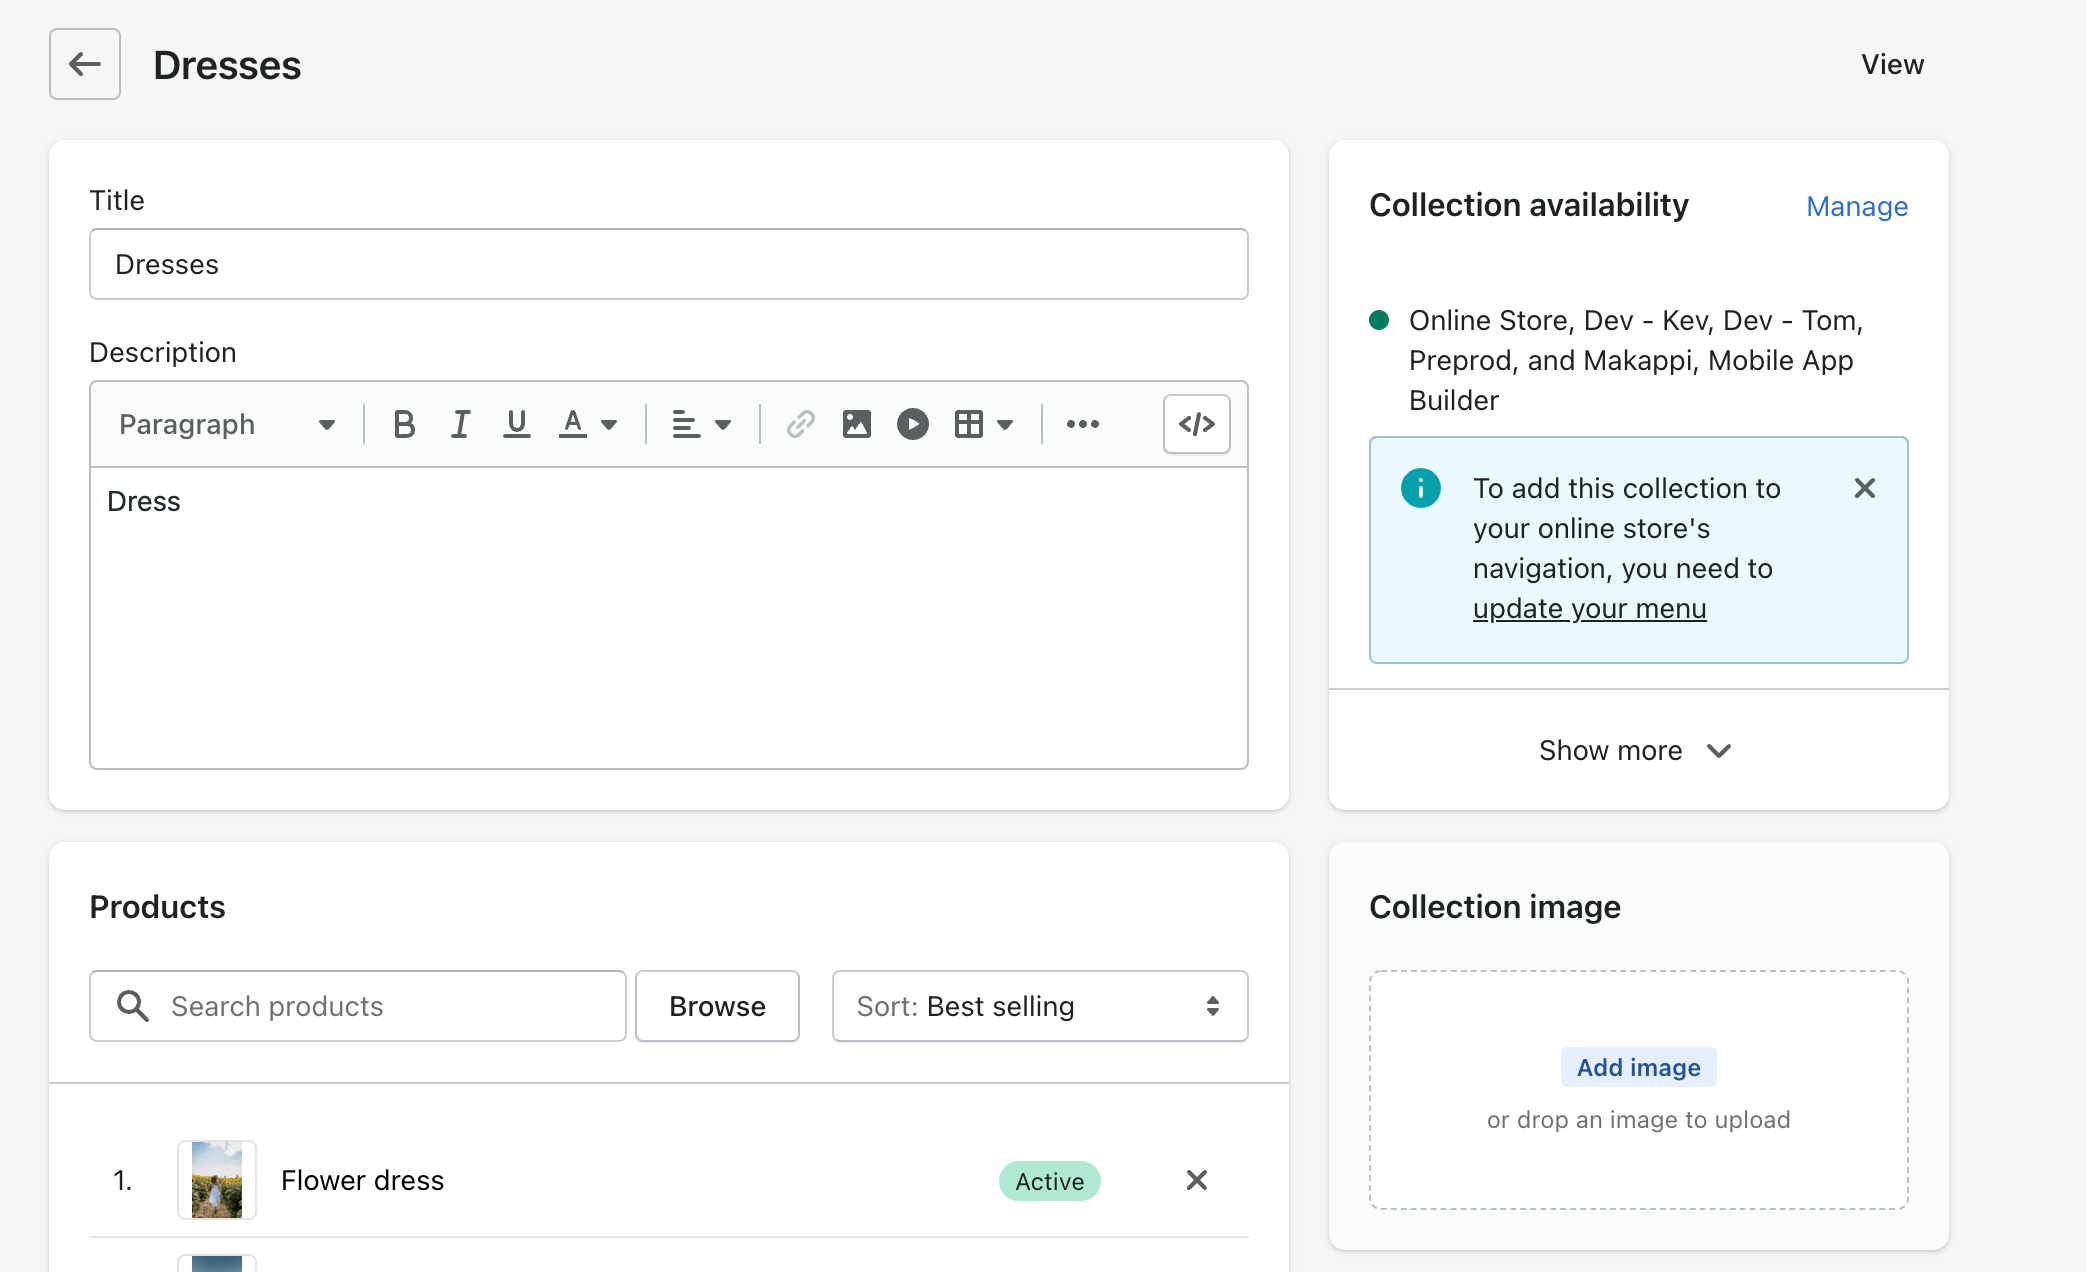 Dresses
View
Title
Dresses
Description
Paragraph
B I U A
</>
Dress
Collection availability
Manage
Online Store, Dev - Kev, Dev - Tom,
Preprod, and Makappi, Mobile App
Builder
To add this collection to
your online store's
navigation, you need to
update your menu
Show more
Products
Search products
Browse
Sort: Best selling
1.
Flower dress
Active
Collection image
Add image
or drop an image to upload